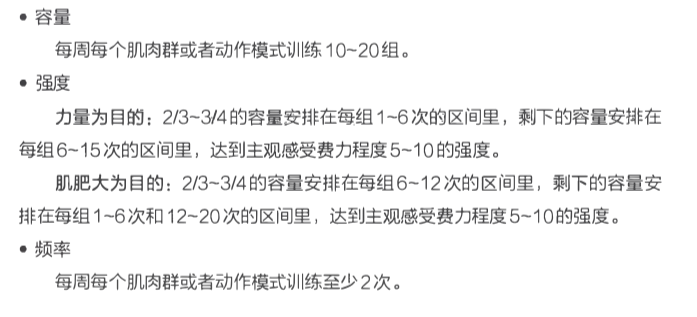 • 容量
每周每个肌肉群或者动作模式训练10~20组。
• 强度
力量为目的：2/3~3/4的容量安排在每组1~6次的区间里，剩下的容量安排在
每组6~15次的区间里，达到主观感受费力程度5~10的强度。
肌肥大为目的：2/3~3/4的容量安排在每组6~12次的区间里，剩下的容量安
排在每组1~6次和12~20次的区间里，达到主观感受费力程度5~10的强度。
• 频率
每周每个肌肉群或者动作模式训练至少2次。